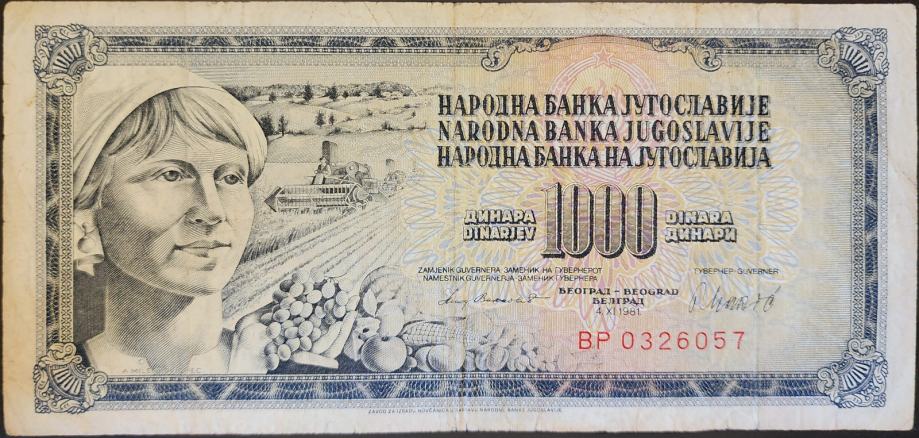 НАРОДНА БАНКА ЈУГОСЛАВИЈЕ
NARODNA BANKA JUGOSLAVIJE
НАРОДНА БАНКА НА ЈУГОСЛАВИЈА
ДИНАРА 1000 DINARA
DINARJEV ДИНАРИ
ZAMJENIK GUVERNERA ЗАМЕНИК НА ГУВЕРНЕРОТ ГУВЕРНЕР-GUVERNER
NAMESTNIK GUVERNERJA ЗАМЕНИК ГУВЕРНЕРА
БЕОГРАД - BEOGRAD
БЕЛГРАД
4. XI 1981.
BP 0326057
ZAVOD ZA IZRADU NOVČANICA
NARODNE BANKE JUGOSLAVIJE